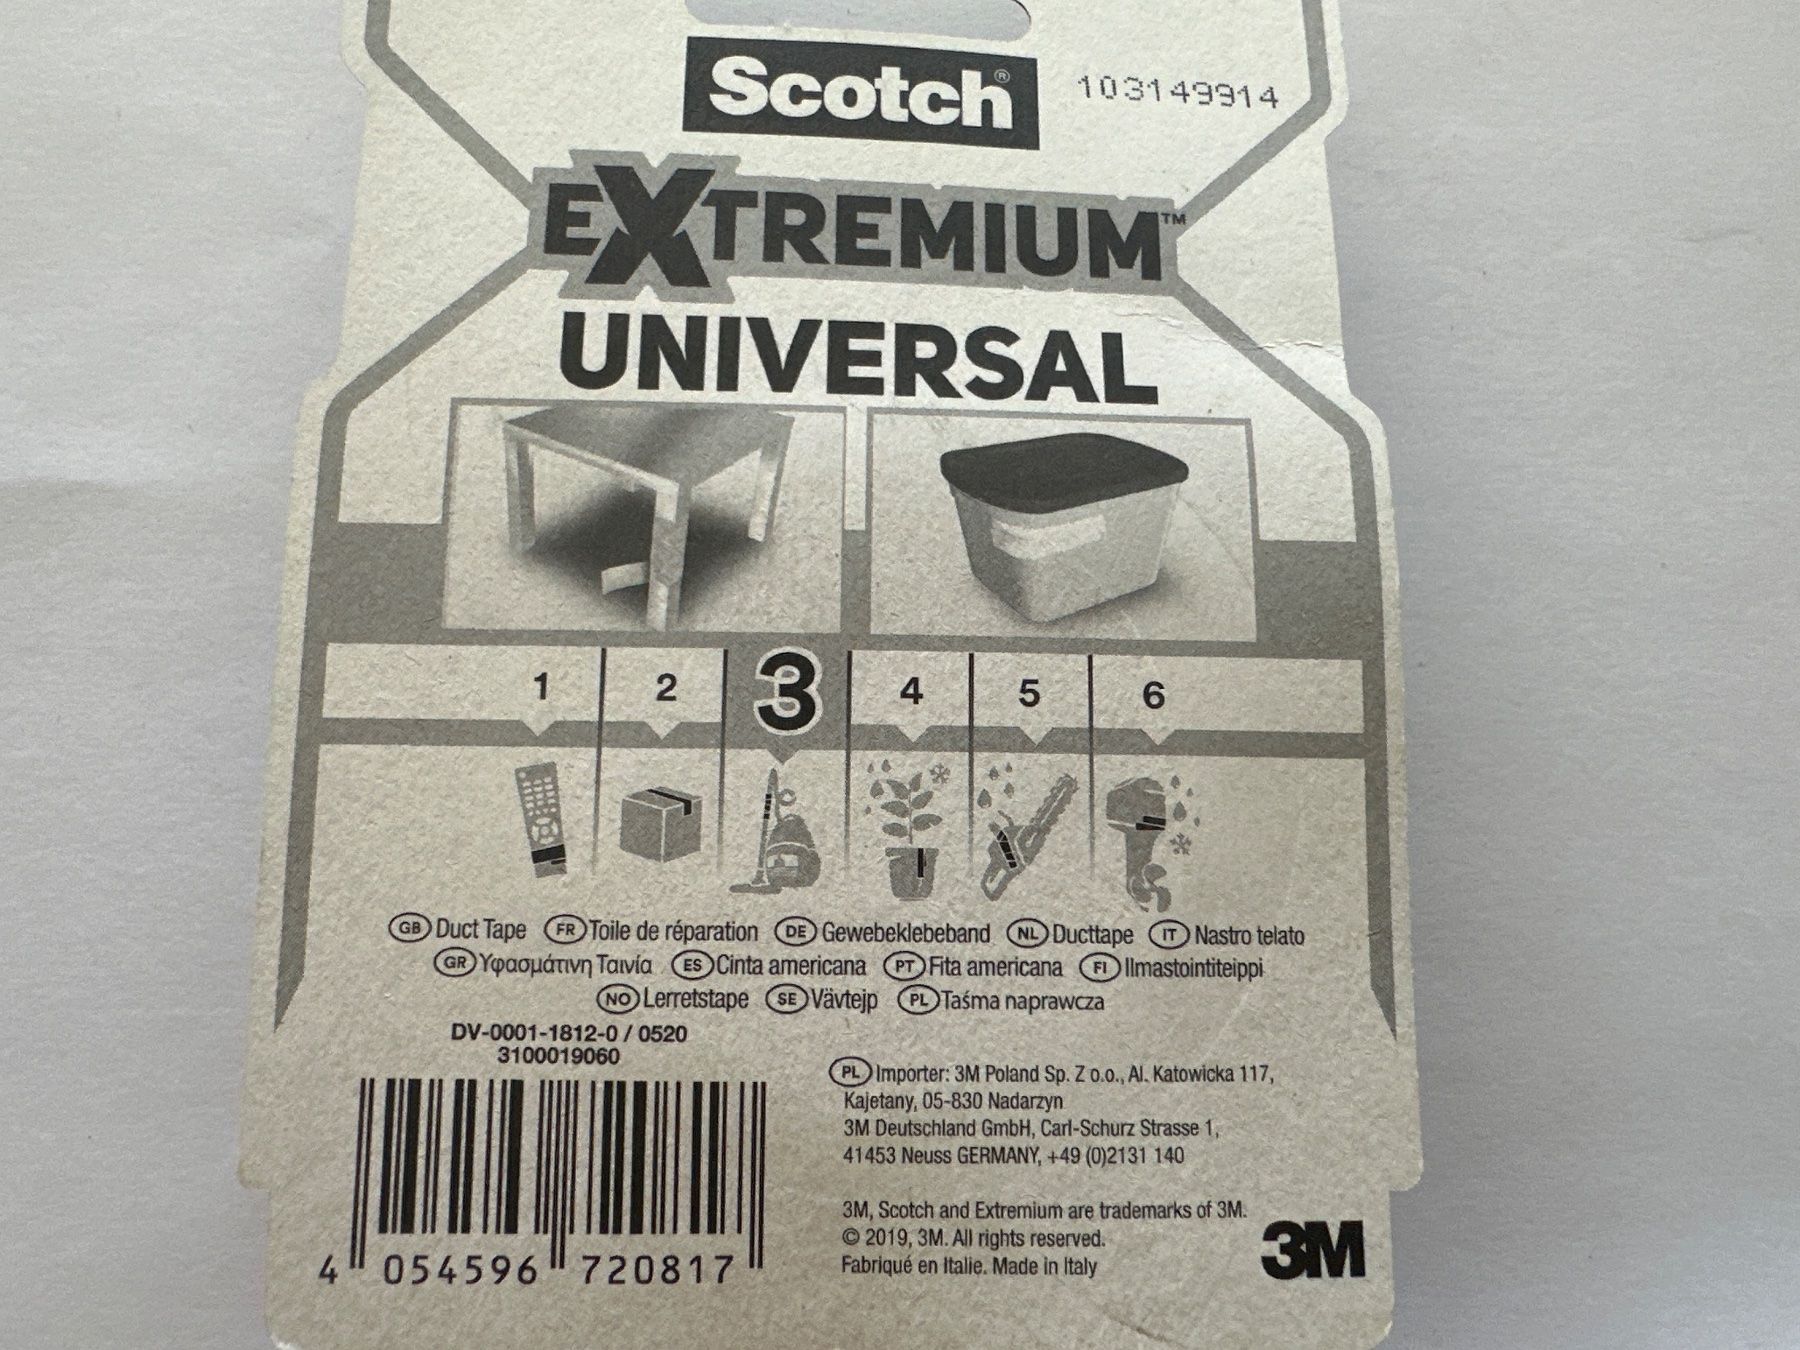 Scotch®
103149914
EXTREMIUM™
UNIVERSAL
1 2 3 4 5 6
GB Duct Tape FR Toile de réparation DE Gewebeklebeband NL Ducttape IT Nastro telato
GR Υφασμάτινη Ταινία ES Cinta americana PT Fita americana FI Ilmastointiteippi
NO Lerretstape SE Vävtejp PL Taśma naprawcza
DV-0001-1812-0 / 0520
3100019060
4 054596 720817
PL Importer: 3M Poland Sp. Z o.o., Al. Katowicka 117,
Kajetany, 05-830 Nadarzyn
3M Deutschland GmbH, Carl-Schurz Strasse 1,
41453 Neuss GERMANY, +49 (0)2131 140
3M, Scotch and Extremium are trademarks of 3M.
© 2019, 3M. All rights reserved.
Fabriqué en Italie. Made in Italy
3M